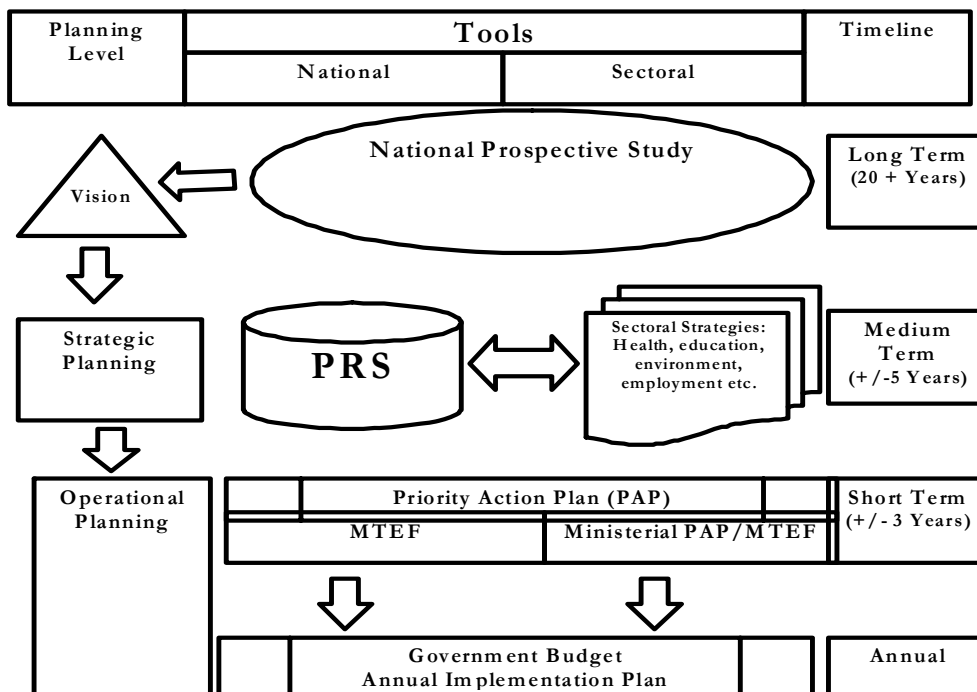 Planning
Level
Tools
Timeline
National
Sectoral
National Prospective Study
Vision
Long Term
(20 + Years)
Strategic
Planning
PRS
Sectoral Strategies:
Health, education,
environment,
employment etc.
Medium
Term
(+/-5 Years)
Operational
Planning
Priority Action Plan (PAP)
MTEF
Ministerial PAP/MTEF
Short Term
(+/- 3 Years)
Government Budget
Annual Implementation Plan
Annual